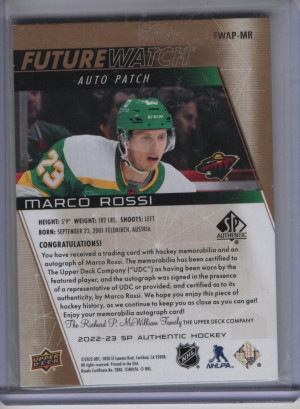 FWAP-MR
FUTURE WATCH
AUTO PATCH
23
CCM
MARCO ROSSI
HEIGHT: 5'9" WEIGHT: 182 LBS. SHOOTS: LEFT
BORN: SEPTEMBER 23, 2001 FELDKIRCH, AUSTRIA
SP
AUTHENTIC
CONGRATULATIONS!
You have received a trading card with hockey memorabilia and an
autograph of Marco Rossi. The memorabilia has been certified to
The Upper Deck Company ("UDC") as having been worn by the
featured player, and the autograph was signed in the presence
of a representative of UDC or provided, and certified as to its
authenticity, by Marco Rossi. We hope you enjoy this piece of
hockey history, as we continue to keep you as close as you can get!
Enjoy your memorabilia autograph!
The Richard P. McWilliam Family THE UPPER DECK COMPANY
2022-23 SP AUTHENTIC HOCKEY
UPPER DECK
NHL
NHLPA